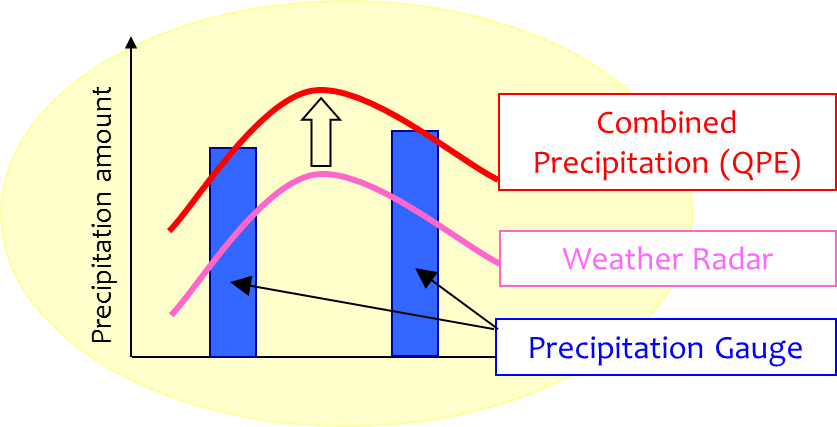 Precipitation amount
Combined
Precipitation (QPE)
Weather Radar
Precipitation Gauge